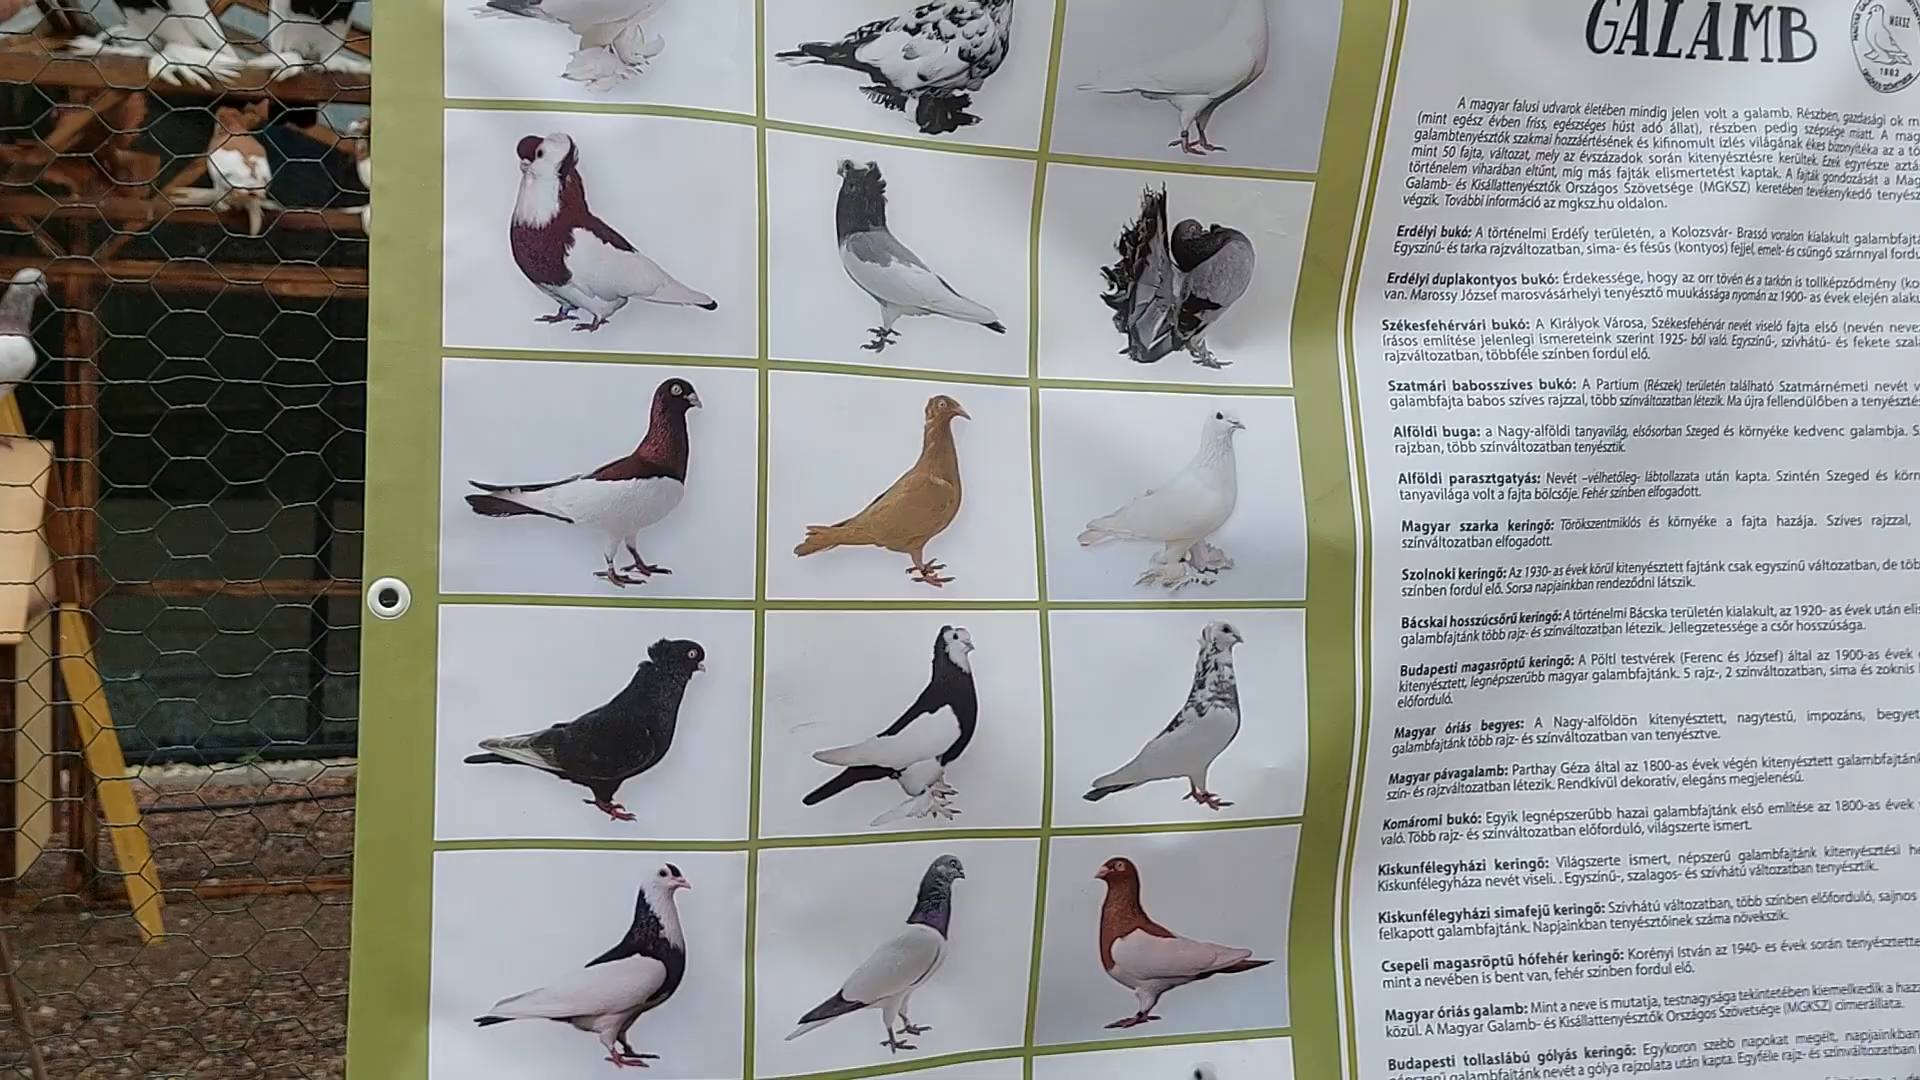 GALAMB
MGKSZ
1882
A magyar falusi udvarok életében mindig jelen volt a galamb. Részben, gazdasági ok
(mint egész évben friss, egészséges húst adó állat), részben pedig szépsége miatt. A
galambtenyésztők szakmai hozzáértésének és kifinomult ízlés világának ékes bizonyítéka az a
mint 50 fajta, változat, mely az évszázadok során kitenyésztésre kerültek. Ezek egyrésze
történelem viharában eltűnt, míg más fajták elismertetést kaptak. A fajták gondozását a
Galamb- és Kisállattenyésztők Országos Szövetsége (MGKSZ) keretében tevékenykedő
végzik. További információ az mgksz.hu oldalon.
Erdélyi bukó: A történelmi Erdély területén, a Kolozsvár- Brassó vonalon kialakult
Egyszínű- és tarka rajzváltozatban, sima- és fésűs (kontyos) fejjel, emelt- és csüngő szárnnyal
Erdélyi duplakontyos bukó: Érdekessége, hogy az orr tövén és a tarkón is tollképződmény
van. Marossy József marosvásárhelyi tenyésztő muukássága nyomán az 1900- as évek elején
Székesfehérvári bukó: A Királyok Városa, Székesfehérvár nevét viselő fajta első (nevén
írásos említése jelenlegi ismereteink szerint 1925- ből való. Egyszínű-, szívhátú- és fekete
rajzváltozatban, többféle színben fordul elő.
Szatmári babosszíves bukó: A Partium (Részek) területén található Szatmárnémeti nevét
galambfajta babos szíves rajzzal, több színváltozatban létezik. Ma újra fellendülőben a
Alföldi buga: a Nagy-alföldi tanyavilág, elsősorban Szeged és környéke kedvenc galambja.
rajzban, több színváltozatban tenyésztik.
Alföldi parasztgatyás: Nevét –vélhetőleg- lábtollazata után kapta. Szintén Szeged és
tanyavilága volt a fajta bölcsője. Fehér színben elfogadott.
Magyar szarka keringő: Törökszentmiklós és környéke a fajta hazája. Szíves rajzzal,
színváltozatban elfogadott.
Szolnoki keringő: Az 1930- as évek körül kitenyésztett fajtánk csak egyszínű változatban, de
színben fordul elő. Sorsa napjainkban rendeződni látszik.
Bácskai hosszúcsőrű keringő: A történelmi Bácska területén kialakult, az 1920- as évek után
galambfajtánk több rajz- és színváltozatban létezik. Jellegzetessége a csőr hosszúsága.
Budapesti magasröptű keringő: A Pöltl testvérek (Ferenc és József) által az 1900-as évek
kitenyésztett, legnépszerűbb magyar galambfajtánk. 5 rajz-, 2 színváltozatban, sima és zoknis
előforduló.
Magyar óriás begyes: A Nagy-alföldön kitenyésztett, nagytestű, impozáns,
galambfajtánk több rajz- és színváltozatban van tenyésztve.
Magyar pávagalamb: Parthay Géza által az 1800-as évek végén kitenyésztett galambfajtánk
szín- és rajzváltozatban létezik. Rendkívül dekoratív, elegáns megjelenésű.
Komáromi bukó: Egyik legnépszerűbb hazai galambfajtánk első említése az 1800-as évek
való. Több rajz- és színváltozatban előforduló, világszerte ismert.
Kiskunfélegyházi keringő: Világszerte ismert, népszerű galambfajtánk kitenyésztési
Kiskunfélegyháza nevét viseli. . Egyszínű-, szalagos- és szívhátú változatban tenyésztik.
Kiskunfélegyházi simafejű keringő: Szívhátú változatban, több színben előforduló, sajnos
felkapott galambfajtánk. Napjainkban tenyésztőinek száma növekszik.
Csepeli magasröptű hófehér keringő: Korényi István az 1940- es évek során
mint a nevében is bent van, fehér színben fordul elő.
Magyar óriás galamb: Mint a neve is mutatja, testnagysága tekintetében kiemelkedik a
közül. A Magyar Galamb- és Kisállattenyésztők Országos Szövetsége (MGKSZ) címerállata.
Budapesti tollaslábú gólyás keringő: Egykoron szebb napokat megélt, napjainkban
galambfajtánk nevét a gólya rajzolata után kapta. Egyféle rajz- és színváltozatban